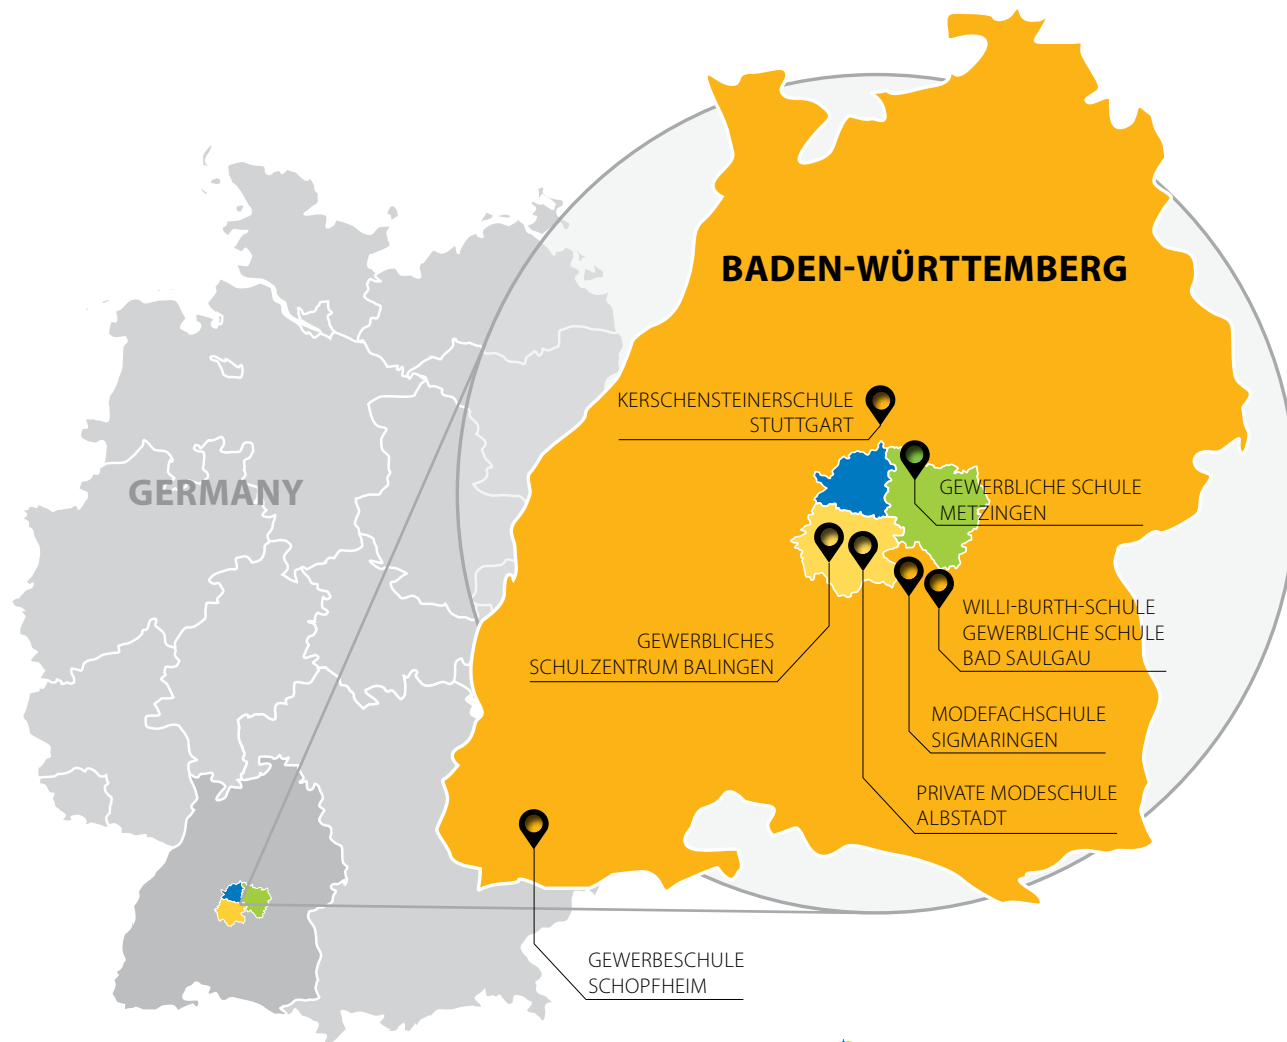 BADEN-WÜRTTEMBERG
KERSCHENSTEINERSCHULE
STUTTGART
GERMANY
GEWERBLICHE SCHULE
METZINGEN
WILLI-BURTH-SCHULE
GEWERBLICHE SCHULE
BAD SAULGAU
GEWERBLICHES
SCHULZENTRUM BALINGEN
MODEFACHSCHULE
SIGMARINGEN
PRIVATE MODESCHULE
ALBSTADT
GEWERBESCHULE
SCHOPFHEIM